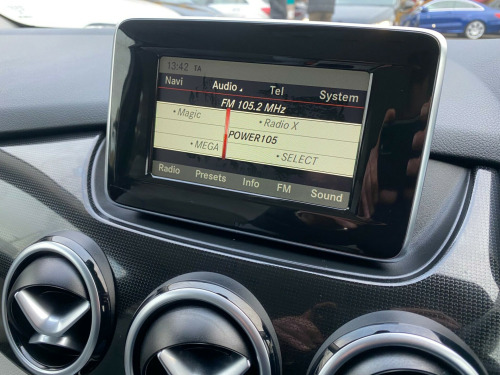 13:42 TA
Navi Audio Tel System
FM 105.2 MHz
Magic
Radio X
POWER105
MEGA
SELECT
Radio Presets Info FM Sound